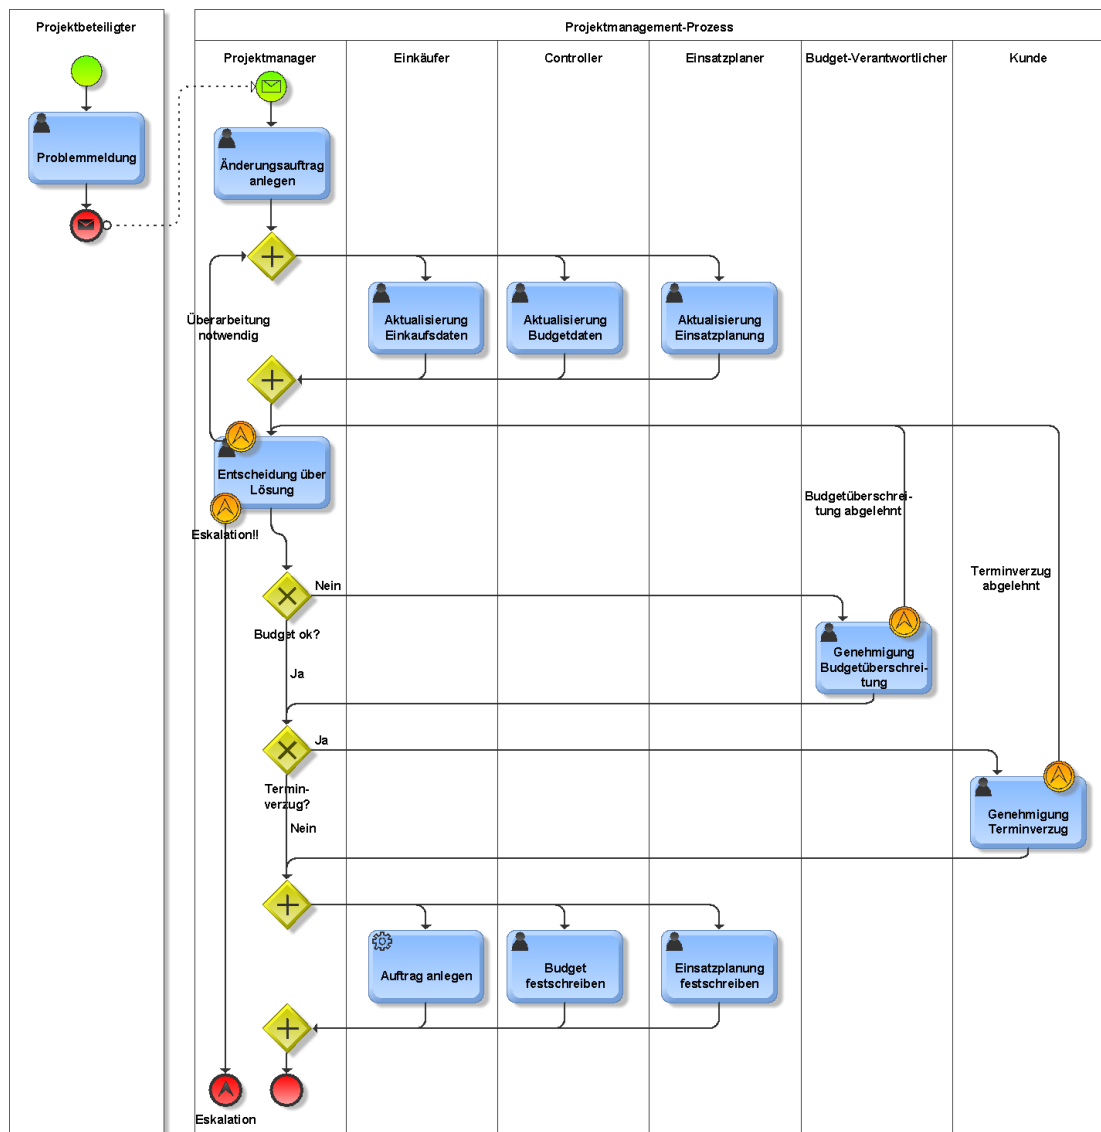 Projektbeteiligter
Projektmanagement-Prozess
Projektmanager
Einkäufer
Controller
Einsatzplaner
Budget-Verantwortlicher
Kunde
Problemmeldung
Änderungsauftrag
anlegen
Überarbeitung
notwendig
Aktualisierung
Einkaufsdaten
Aktualisierung
Budgetdaten
Aktualisierung
Einsatzplanung
Entscheidung über
Lösung
Eskalation!!
Budgetüberschrei-
tung abgelehnt
Terminverzug
abgelehnt
Nein
Budget ok?
Ja
Genehmigung
Budgetüberschrei-
tung
Ja
Termin-
verzug?
Nein
Genehmigung
Terminverzug
Auftrag anlegen
Budget
festschreiben
Einsatzplanung
festschreiben
Eskalation